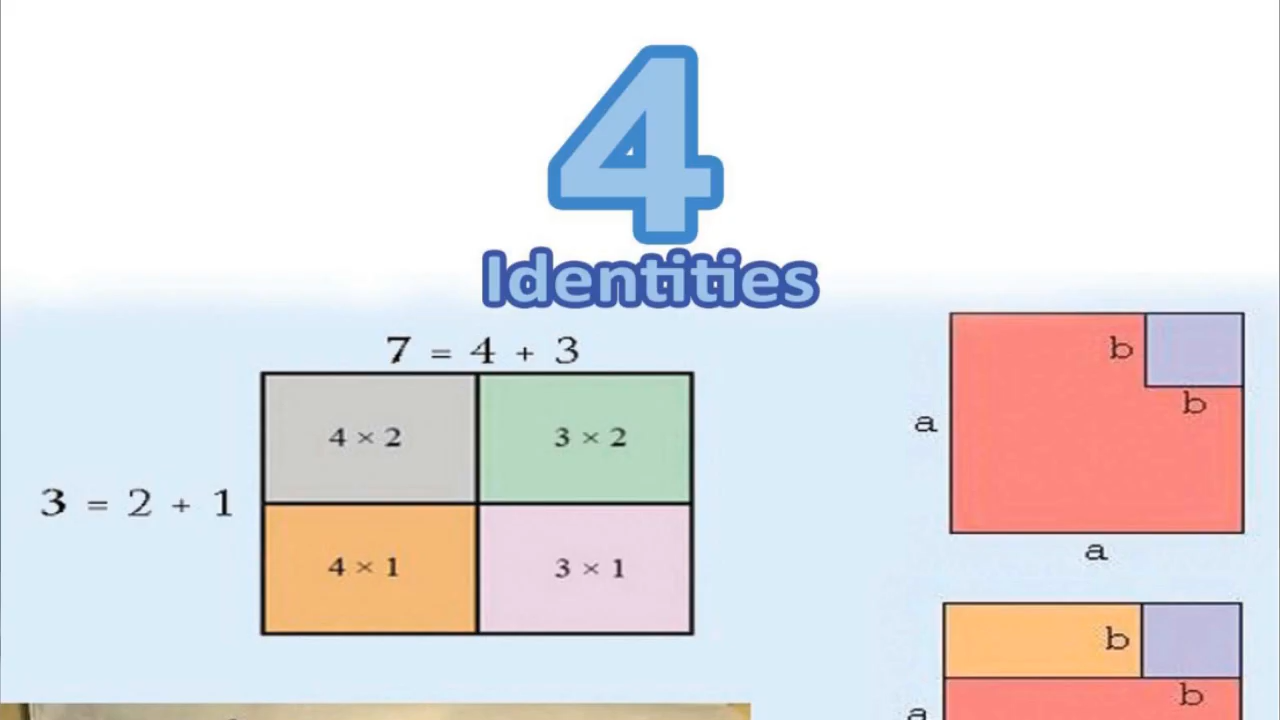 4
Identities
7 = 4 + 3
3 = 2 + 1
4 × 2
3 × 2
4 × 1
3 × 1
b
b
a
a
b
b
a